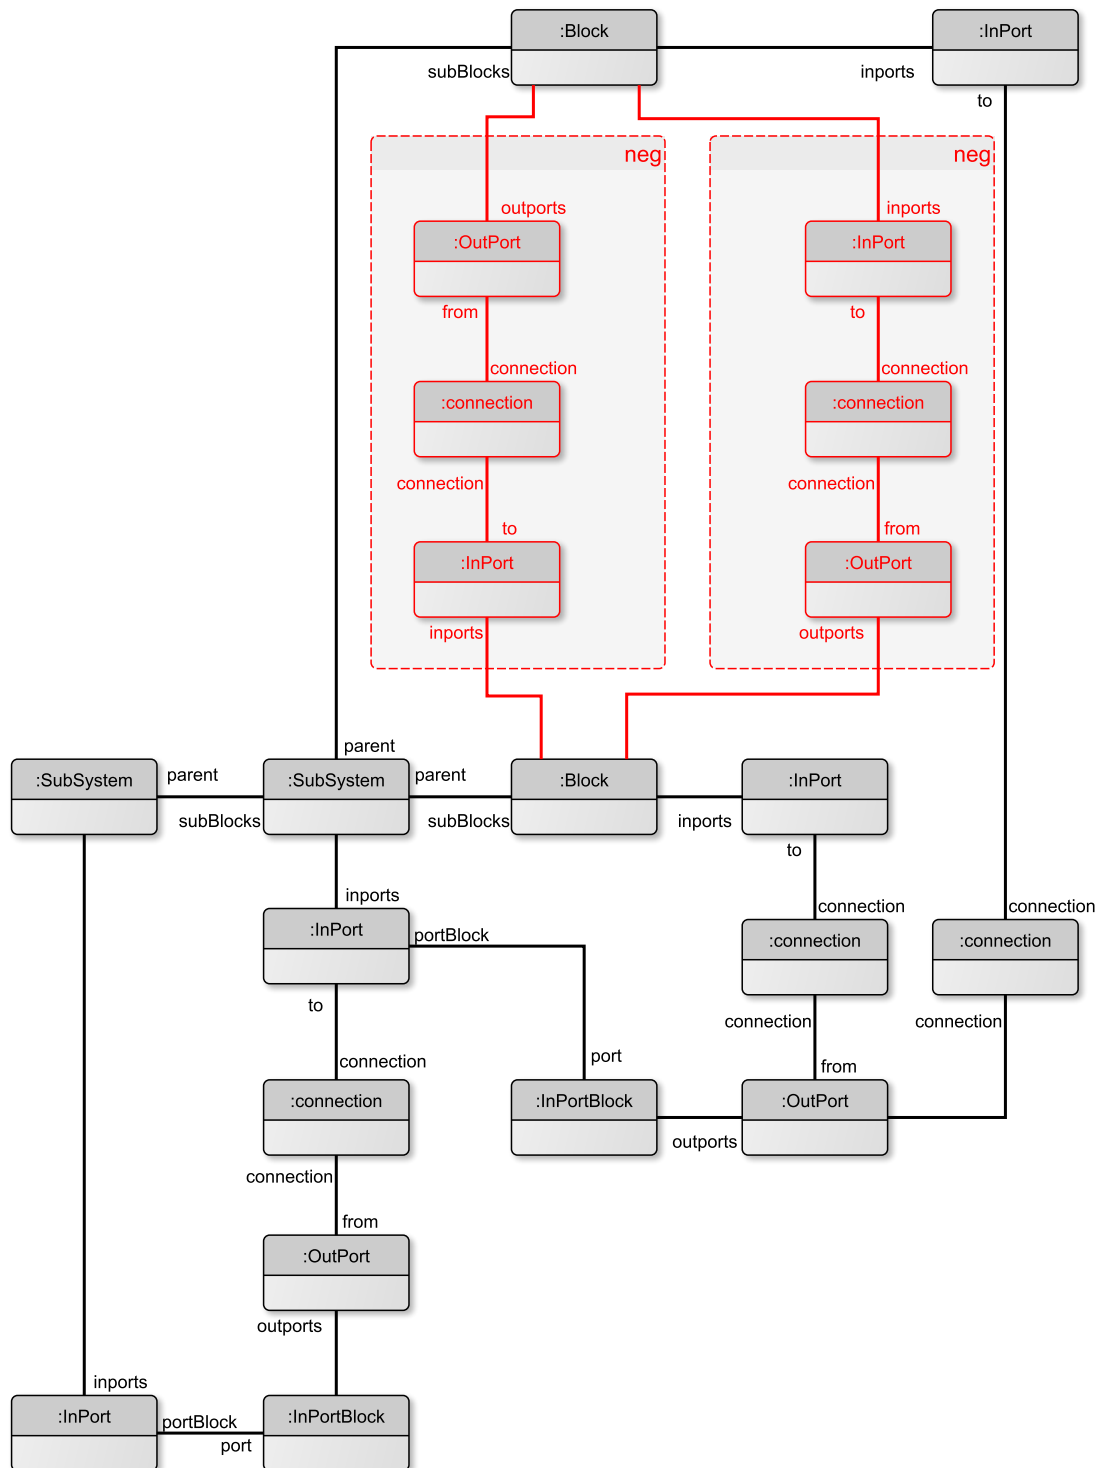 :Block
:InPort
subBlocks
inports
to
neg
neg
outports
inports
:OutPort
:InPort
from
to
connection
connection
:connection
:connection
connection
connection
to
from
:InPort
:OutPort
inports
outports
parent
:SubSystem
parent
:SubSystem
parent
:Block
:InPort
subBlocks
subBlocks
inports
to
inports
connection
connection
:InPort
portBlock
:connection
:connection
to
connection
connection
port
connection
from
:connection
:InPortBlock
:OutPort
outports
connection
from
:OutPort
outports
inports
:InPort
portBlock
:InPortBlock
port